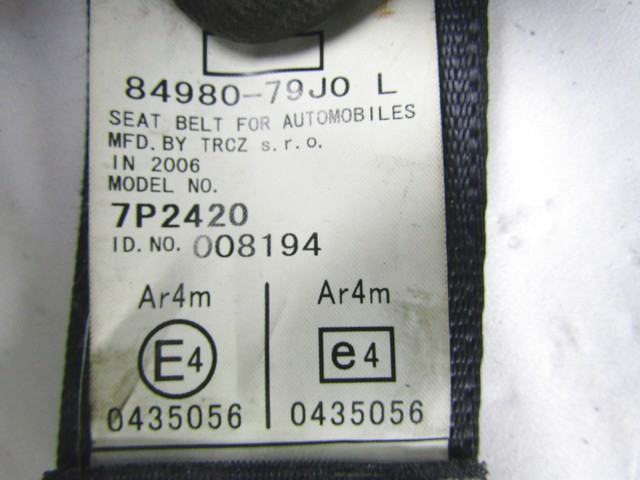 84980-79J0 L
SEAT BELT FOR AUTOMOBILES
MFD. BY TRCZ s.r.o.
IN 2006
MODEL NO.
7P2420
ID. NO. 008194
Ar4m Ar4m
E4 e4
0435056 0435056